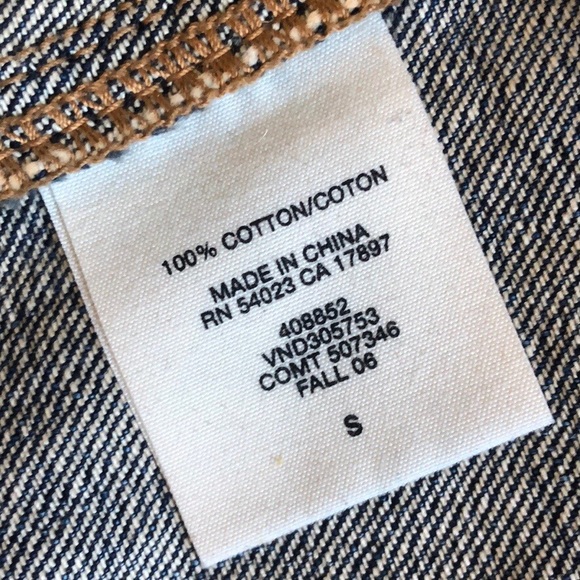 100% COTTON/COTON
MADE IN CHINA
RN 54023 CA 17897
408852
VND305753
COMT 507346
FALL 06
S